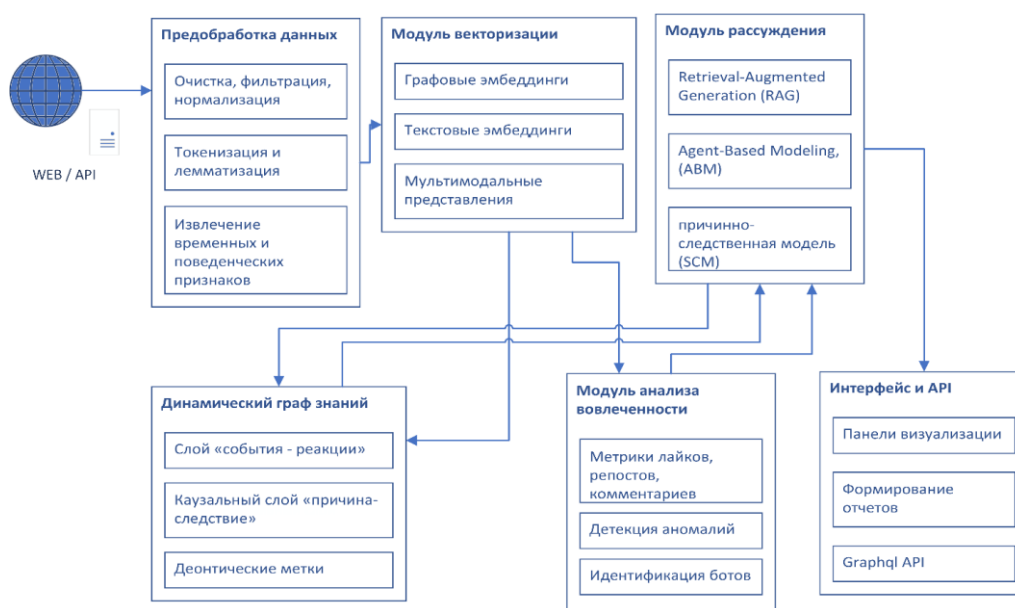 WEB / API
Предобработка данных
Очистка, фильтрация,
нормализация
Токенизация и
лемматизация
Извлечение
временных и
поведенческих
признаков
Модуль векторизации
Графовые эмбеддинги
Текстовые эмбеддинги
Мультимодальные
представления
Модуль рассуждения
Retrieval-Augmented
Generation (RAG)
Agent-Based Modeling,
(ABM)
причинно-
следственная модель
(SCM)
Динамический граф знаний
Слой «события - реакции»
Каузальный слой «причина-
следствие»
Деонтические метки
Модуль анализа
вовлеченности
Метрики лайков,
репостов,
комментариев
Детекция аномалий
Идентификация ботов
Интерфейс и API
Панели визуализации
Формирование
отчетов
Graphql API